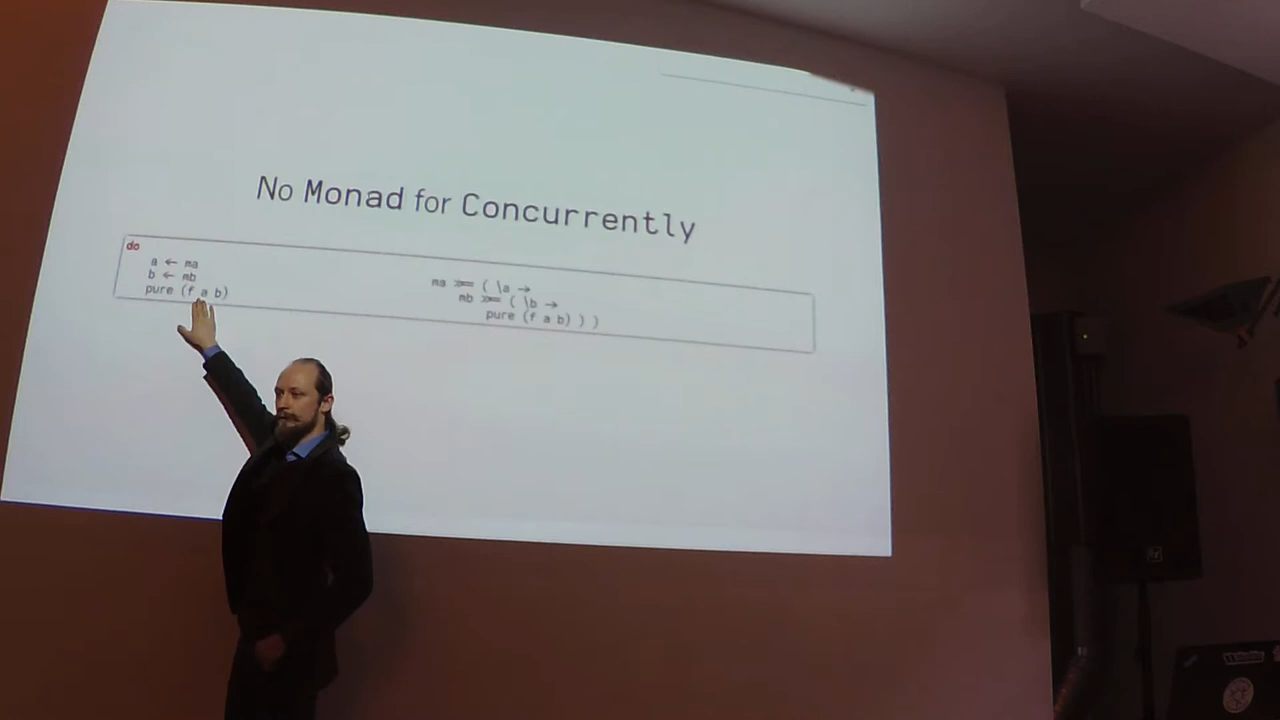 No Monad for Concurrently
do
a ← ma
b ← mb
pure (f a b)
ma >>= ( \a →
mb >>= ( \b →
pure (f a b) ) )